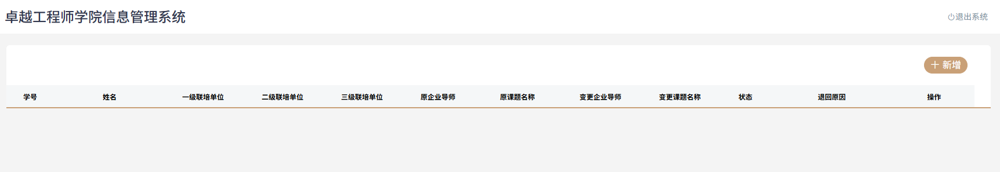 卓越工程师学院信息管理系统
退出系统
新增
学号 姓名 一级联培单位 二级联培单位 三级联培单位 原企业导师 原课题名称 变更企业导师 变更课题名称 状态 退回原因 操作